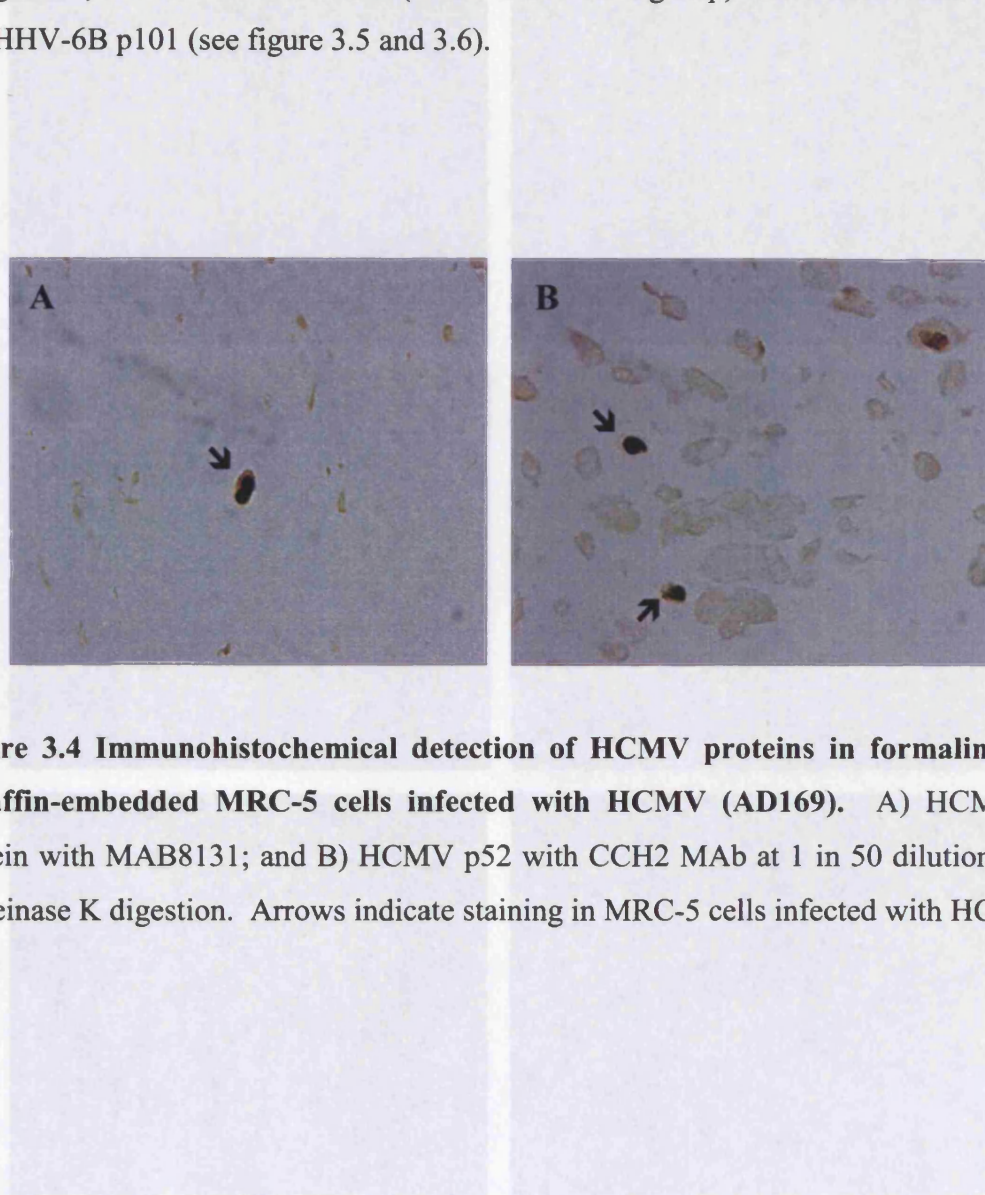 HHV-6B p101 (see figure 3.5 and 3.6).
A
B
re 3.4 Immunohistochemical detection of HCMV proteins in formalin
ffin-embedded MRC-5 cells infected with HCMV (AD169). A) HCM
ein with MAB8131; and B) HCMV p52 with CCH2 MAb at 1 in 50 dilution
einase K digestion. Arrows indicate staining in MRC-5 cells infected with HC